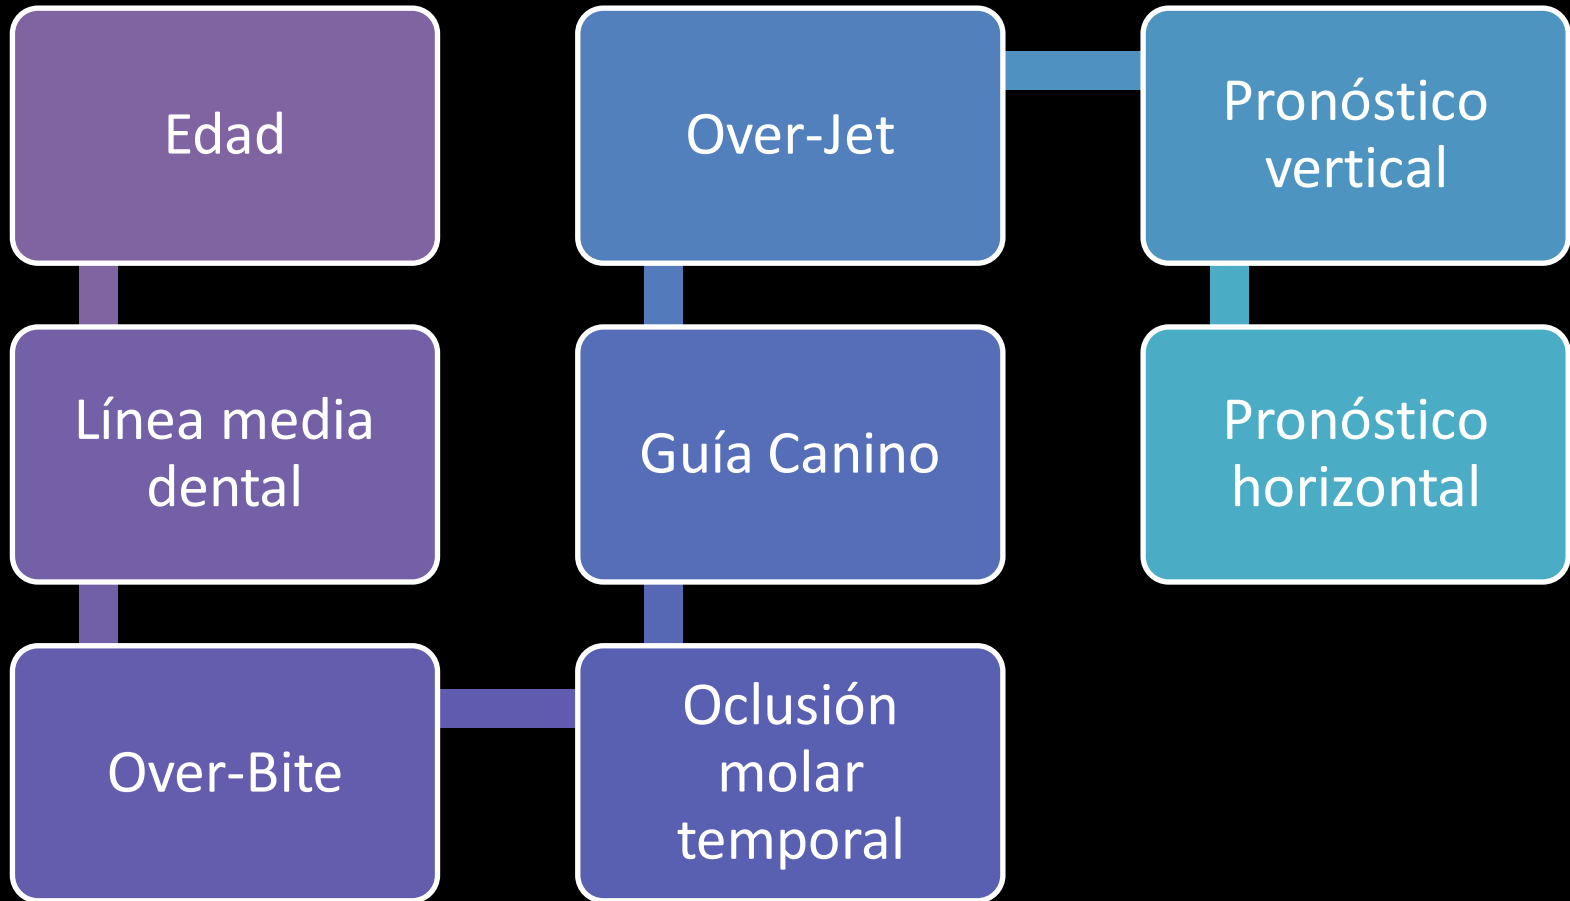 Edad
Línea media
dental
Over-Bite
Oclusión
molar
temporal
Guía Canino
Over-Jet
Pronóstico
vertical
Pronóstico
horizontal